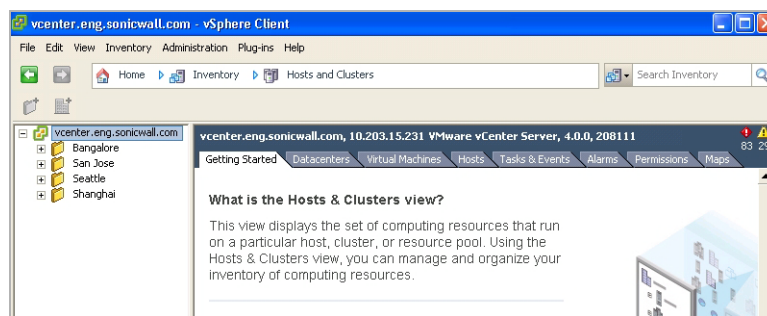 vcenter.eng.sonicwall.com - vSphere Client
File Edit View Inventory Administration Plug-ins Help
Home Inventory Hosts and Clusters Search Inventory
vcenter.eng.sonicwall.com
Bangalore
San Jose
Seattle
Shanghai
vcenter.eng.sonicwall.com, 10.203.15.231 VMware vCenter Server, 4.0.0, 208111
83 29
Getting Started Datacenters Virtual Machines Hosts Tasks & Events Alarms Permissions Maps
What is the Hosts & Clusters view?
This view displays the set of computing resources that run
on a particular host, cluster, or resource pool. Using the
Hosts & Clusters view, you can manage and organize your
inventory of computing resources.